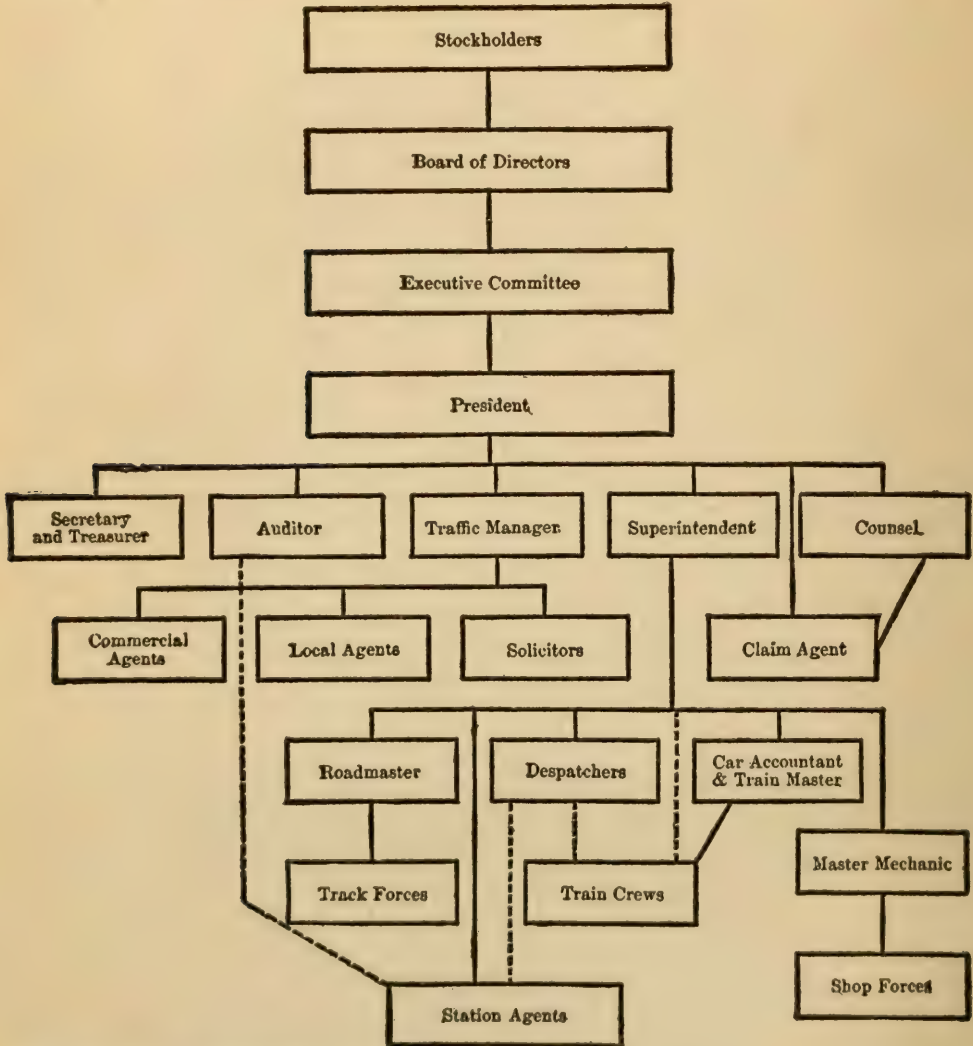 Stockholders
Board of Directors
Executive Committee
President
Secretary
and Treasurer
Auditor
Traffic Manager
Superintendent
Counsel
Commercial
Agents
Local Agents
Solicitors
Claim Agent
Roadmaster
Despatchers
Car Accountant
& Train Master
Master Mechanic
Track Forces
Train Crews
Shop Forces
Station Agents